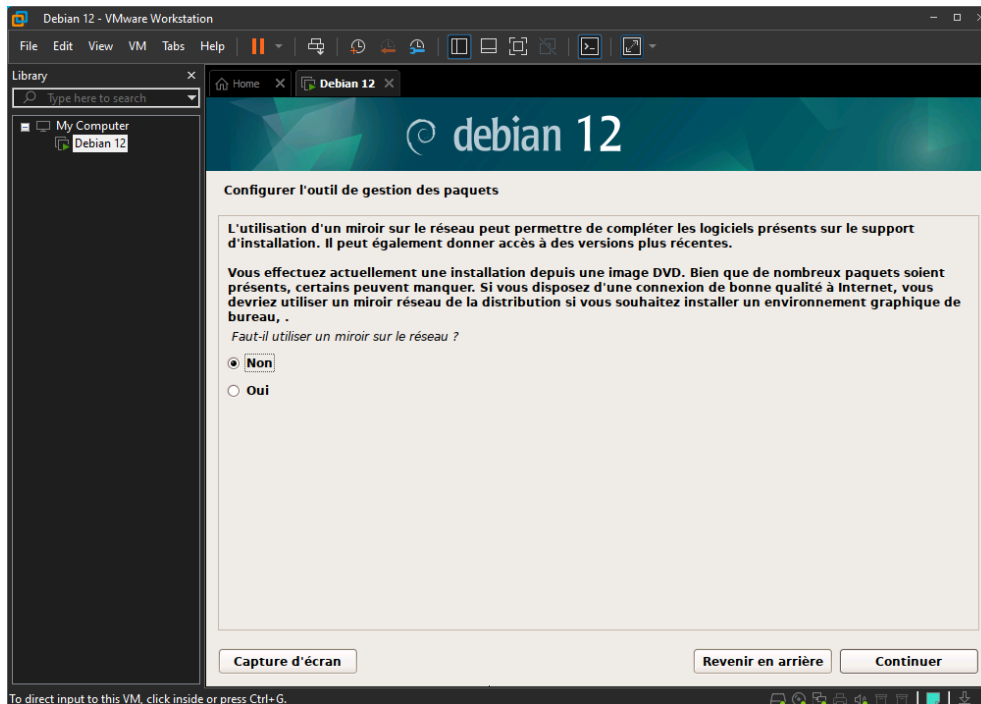 Debian 12 - VMware Workstation
File Edit View VM Tabs Help
Library
Type here to search
My Computer
Debian 12
Home
Debian 12
debian 12
Configurer l'outil de gestion des paquets
L'utilisation d'un miroir sur le réseau peut permettre de compléter les logiciels présents sur le support
d'installation. Il peut également donner accès à des versions plus récentes.
Vous effectuez actuellement une installation depuis une image DVD. Bien que de nombreux paquets soient
présents, certains peuvent manquer. Si vous disposez d'une connexion de bonne qualité à Internet, vous
devriez utiliser un miroir réseau de la distribution si vous souhaitez installer un environnement graphique de
bureau, .
Faut-il utiliser un miroir sur le réseau ?
Non
Oui
Capture d'écran
Revenir en arrière
Continuer
To direct input to this VM, click inside or press Ctrl+G.